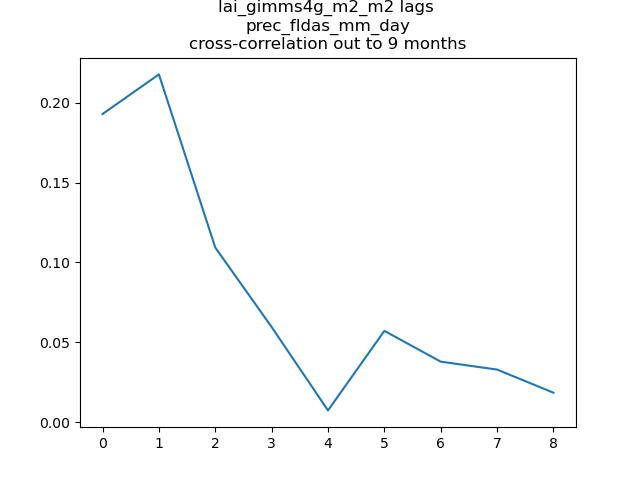 lai_gimms4g_m2_m2 lags
prec_fldas_mm_day
cross-correlation out to 9 months
0.20
0.15
0.10
0.05
0.00
0 1 2 3 4 5 6 7 8